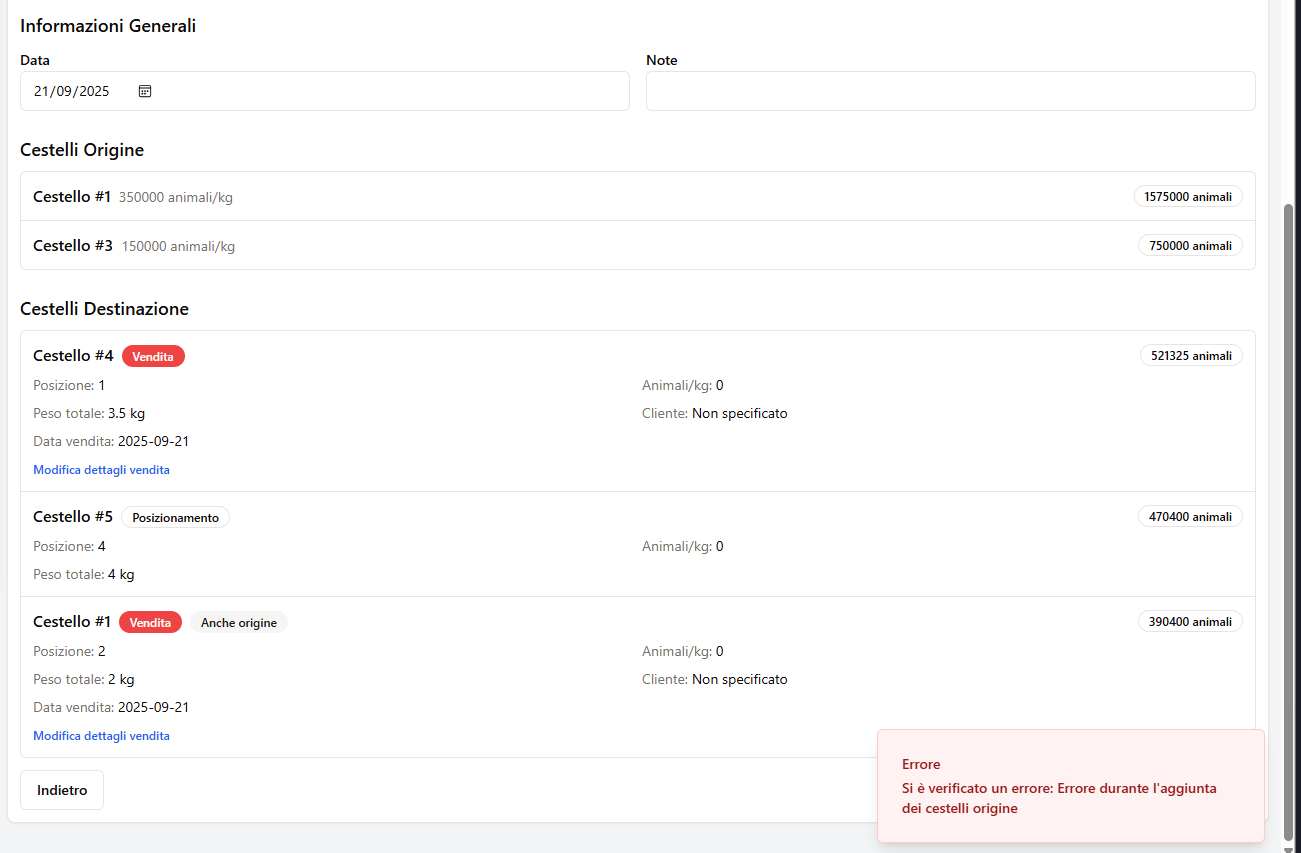 Informazioni Generali
Data
Note
21/09/2025
Cestelli Origine
Cestello #1 350000 animali/kg
1575000 animali
Cestello #3 150000 animali/kg
750000 animali
Cestelli Destinazione
Cestello #4 Vendita
521325 animali
Posizione: 1
Animali/kg: 0
Peso totale: 3.5 kg
Cliente: Non specificato
Data vendita: 2025-09-21
Modifica dettagli vendita
Cestello #5 Posizionamento
470400 animali
Posizione: 4
Animali/kg: 0
Peso totale: 4 kg
Cestello #1 Vendita Anche origine
390400 animali
Posizione: 2
Animali/kg: 0
Peso totale: 2 kg
Cliente: Non specificato
Data vendita: 2025-09-21
Modifica dettagli vendita
Indietro
Errore
Si è verificato un errore: Errore durante l'aggiunta
dei cestelli origine